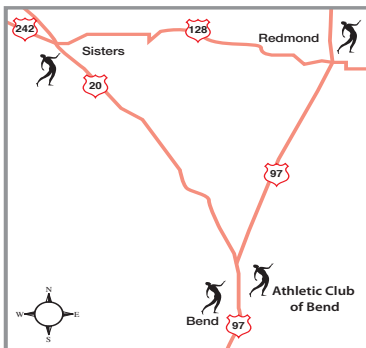 242
128
Redmond
Sisters
20
97
Athletic Club
of Bend
Bend
97
N
W E
S